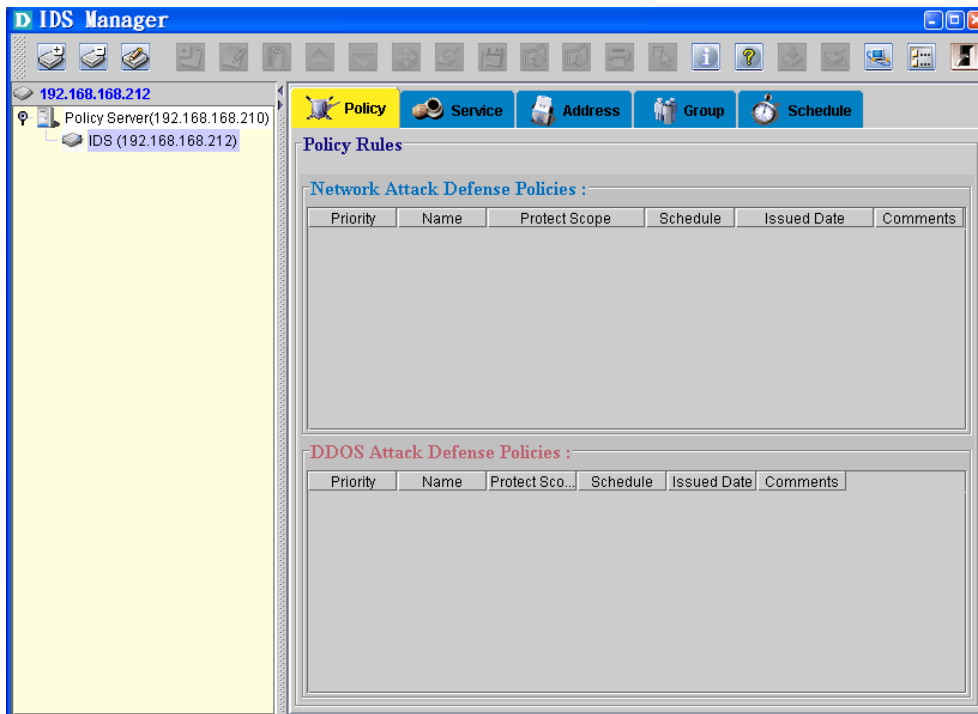 D IDS Manager
192.168.168.212
Policy Server(192.168.168.210)
IDS (192.168.168.212)
Policy Service Address Group Schedule
Policy Rules
Network Attack Defense Policies :
Priority Name Protect Scope Schedule Issued Date Comments
DDOS Attack Defense Policies :
Priority Name Protect Sco... Schedule Issued Date Comments